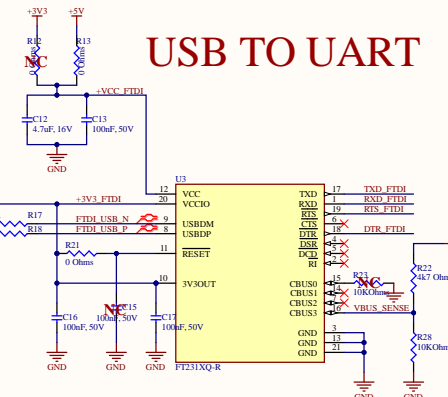 +3V3 +5V
USB TO UART
R12 R13
NC
0 Ohms
+VCC_FTDI
C12 C13
4.7uF, 16V 100nF, 50V
GND
U3
12 VCC TXD 17 TXD_FTDI
+3V3_FTDI 20 VCCIO RXD 1 RXD_FTDI
RTS 19 RTS_FTDI
R17 FTDI_USB_N 9 USBDM CTS 6
R18 FTDI_USB_P 8 USBDP DTR 18 DTR_FTDI
DSR 4
R21 11 RESET DCD 5
0 Ohms RI 2
10 3V3OUT CBUS0 15 R23 NC R22
CBUS1 10KOhms 4k7 Ohm
CBUS2
CBUS3 VBUS_SENSE
C16 NC C15 C17
100nF, 50V 100nF, 50V 100nF, 50V
GND 3
GND 13 R28
GND 21 10KOhm
GND GND GND
FT231XQ-R
GND GND